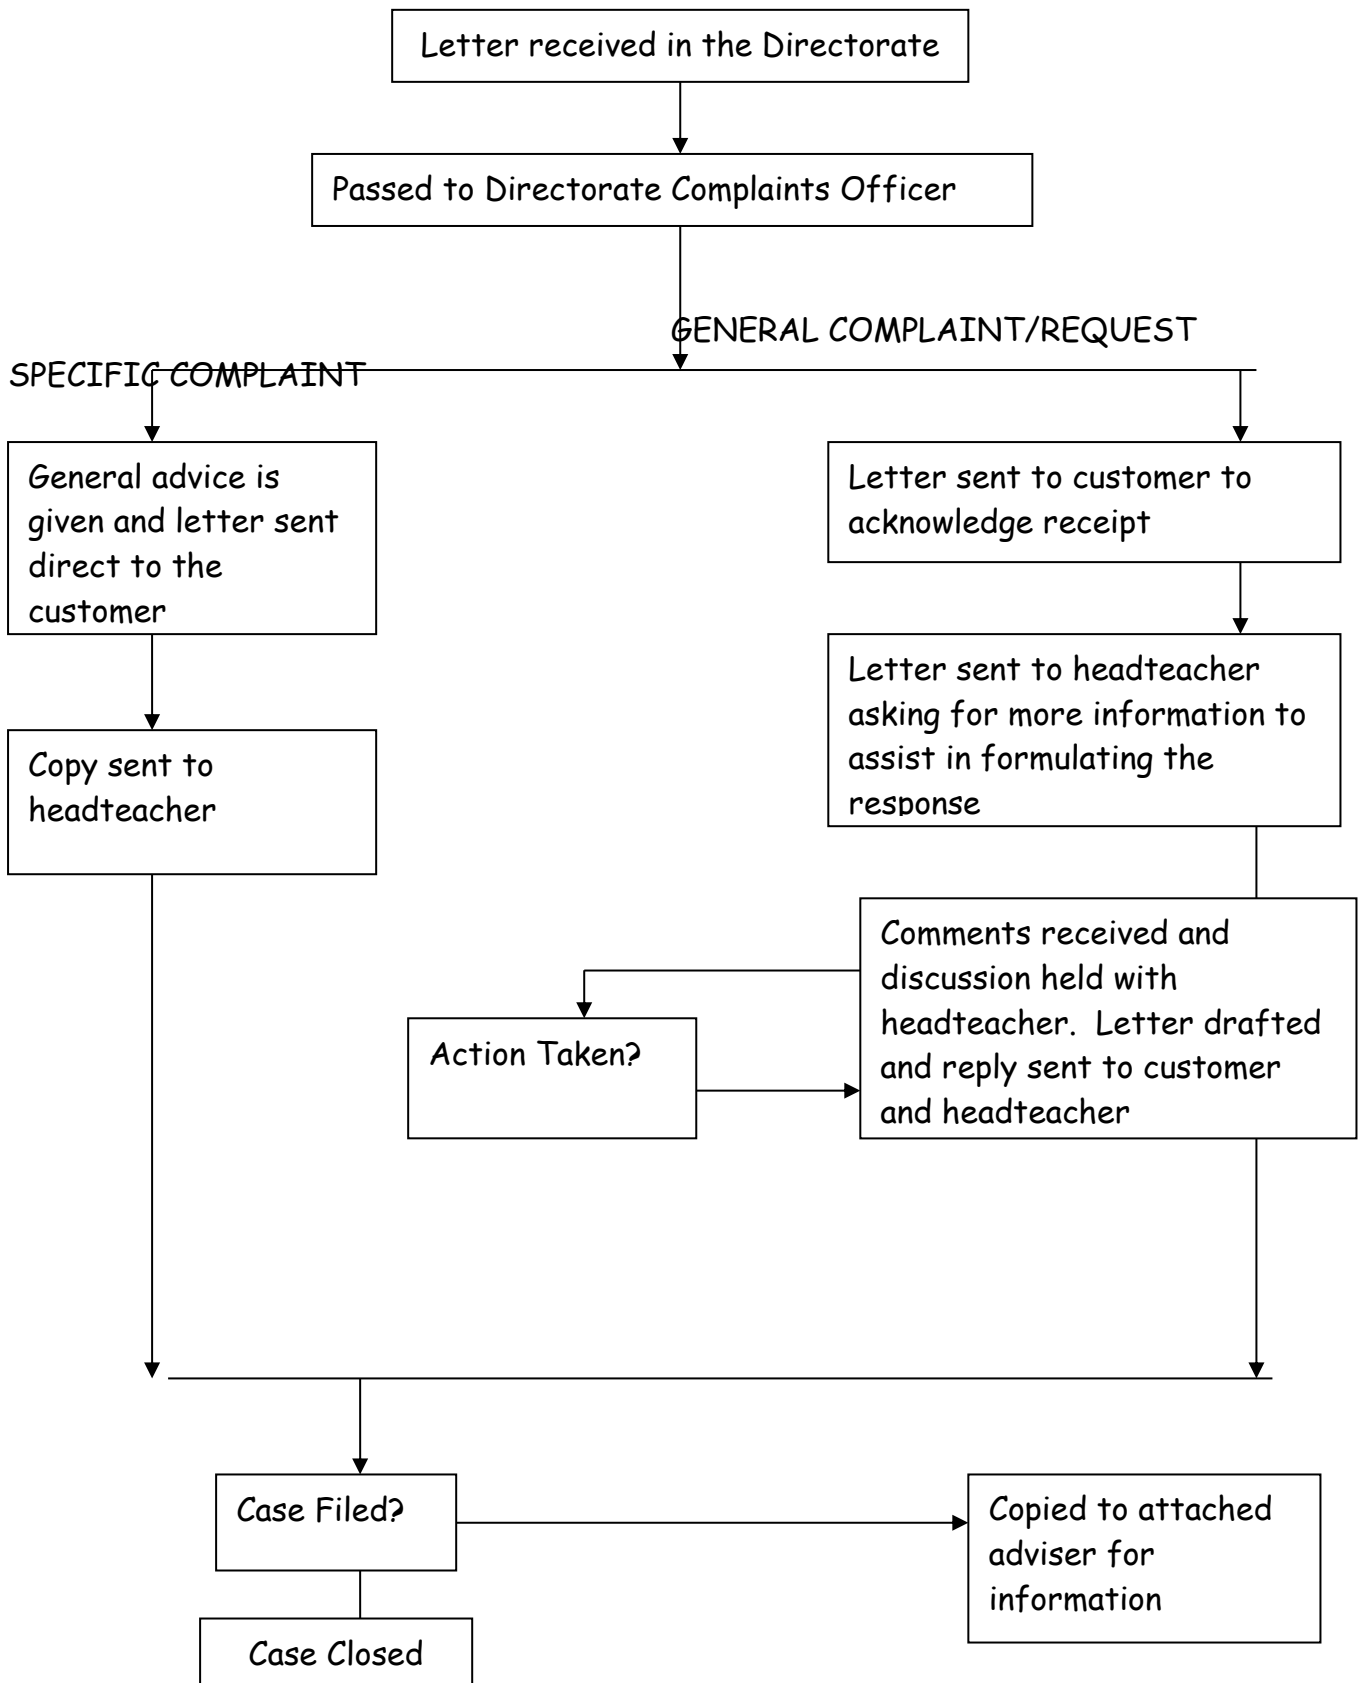 Letter received in the Directorate
Passed to Directorate Complaints Officer
GENERAL COMPLAINT/REQUEST
SPECIFIC COMPLAINT
General advice is
given and letter sent
direct to the
customer
Letter sent to customer to
acknowledge receipt
Letter sent to headteacher
asking for more information to
assist in formulating the
response
Copy sent to
headteacher
Comments received and
discussion held with
headteacher.  Letter drafted
and reply sent to customer
and headteacher
Action Taken?
Case Filed?
Copied to attached
adviser for
information
Case Closed